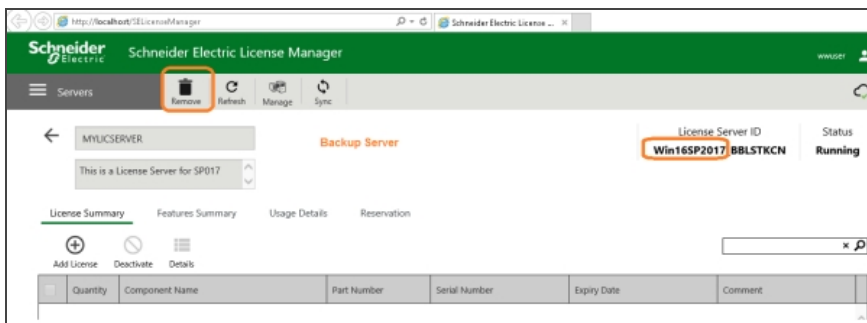 http://localhost/SELicenseManager
Schneider Electric License ... ×
Schneider Electric
Schneider Electric License Manager
wwuser
Servers
Remove
Refresh
Manage
Sync
MYLICSERVER
Backup Server
License Server ID
Status
Win16SP2017_BBLSTKCN
Running
This is a License Server for SP017
License Summary
Features Summary
Usage Details
Reservation
Add License
Deactivate
Details
Quantity
Component Name
Part Number
Serial Number
Expiry Date
Comment